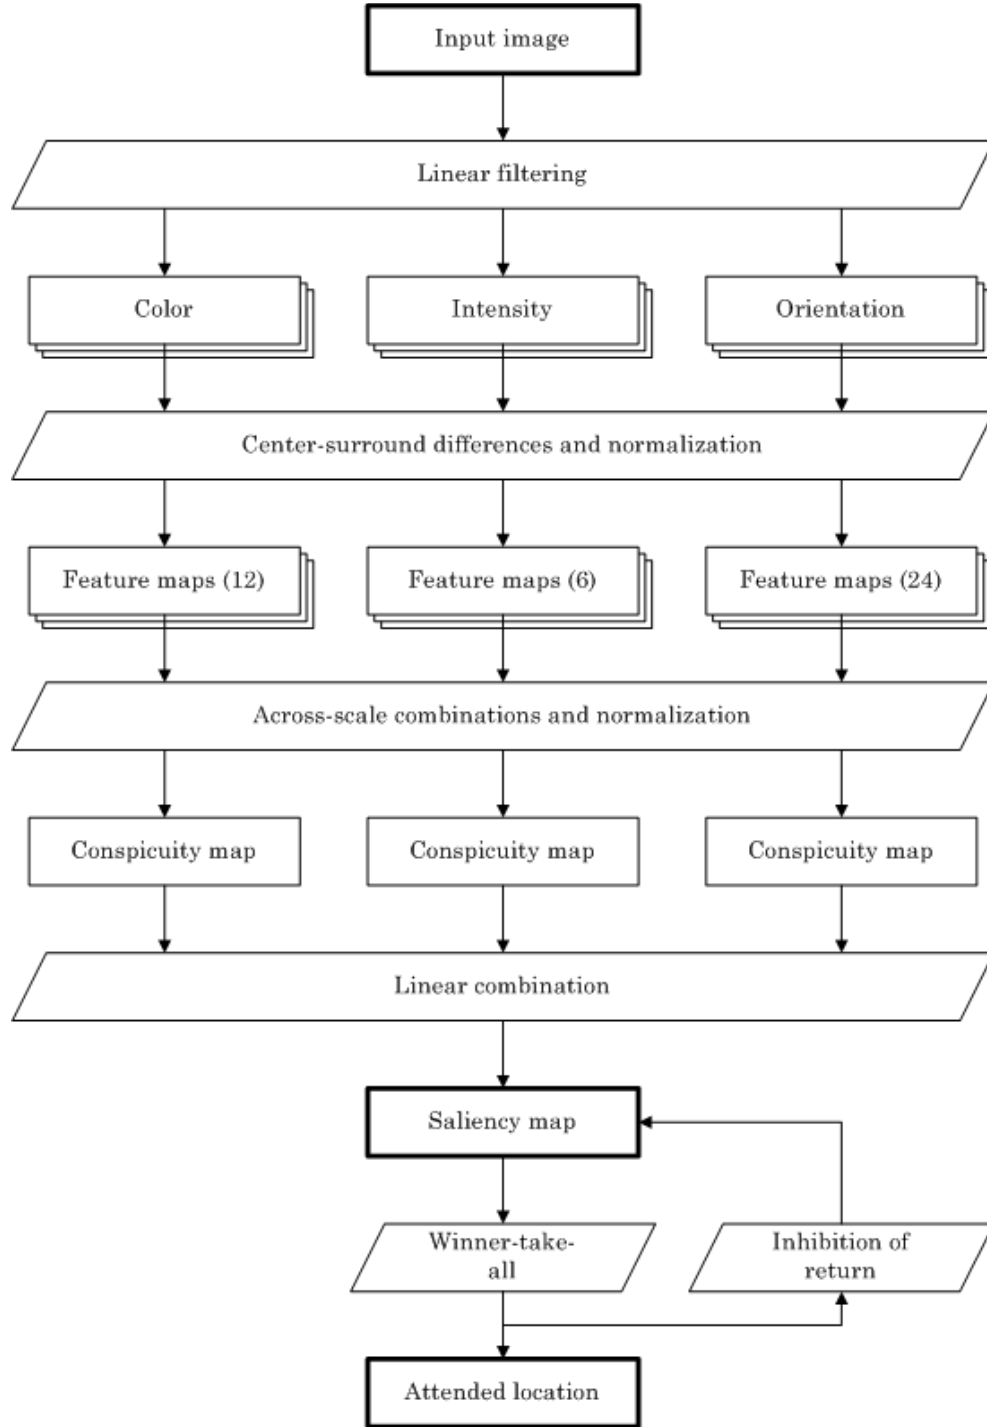 Input image
Linear filtering
Color
Intensity
Orientation
Center-surround differences and normalization
Feature maps (12)
Feature maps (6)
Feature maps (24)
Across-scale combinations and normalization
Conspicuity map
Conspicuity map
Conspicuity map
Linear combination
Saliency map
Winner-take-
all
Inhibition of
return
Attended location